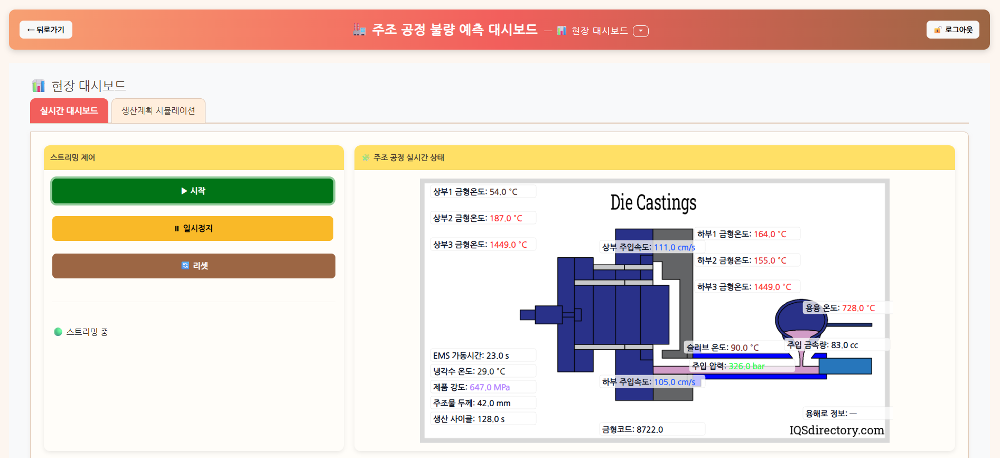 ← 뒤로가기
🏭 주조 공정 불량 예측 대시보드 — 📊 현장 대시보드
🔓 로그아웃
📊 현장 대시보드
실시간 대시보드
생산계획 시뮬레이션
스트리밍 제어
▶ 시작
⏸ 일시정지
🔄 리셋
🟢 스트리밍 중
🧩 주조 공정 실시간 상태
Die Castings
상부1 금형온도: 54.0 °C
상부2 금형온도: 187.0 °C
상부3 금형온도: 1449.0 °C
하부1 금형온도: 164.0 °C
상부 주입속도: 111.0 cm/s
하부2 금형온도: 155.0 °C
하부3 금형온도: 1449.0 °C
용융 온도: 728.0 °C
슬리브 온도: 90.0 °C
주입 금속량: 83.0 cc
주입 압력: 326.0 bar
하부 주입속도: 105.0 cm/s
EMS 가동시간: 23.0 s
냉각수 온도: 29.0 °C
제품 강도: 647.0 MPa
주조물 두께: 42.0 mm
생산 사이클: 128.0 s
금형코드: 8722.0
용해로 정보: —
IQSdirectory.com